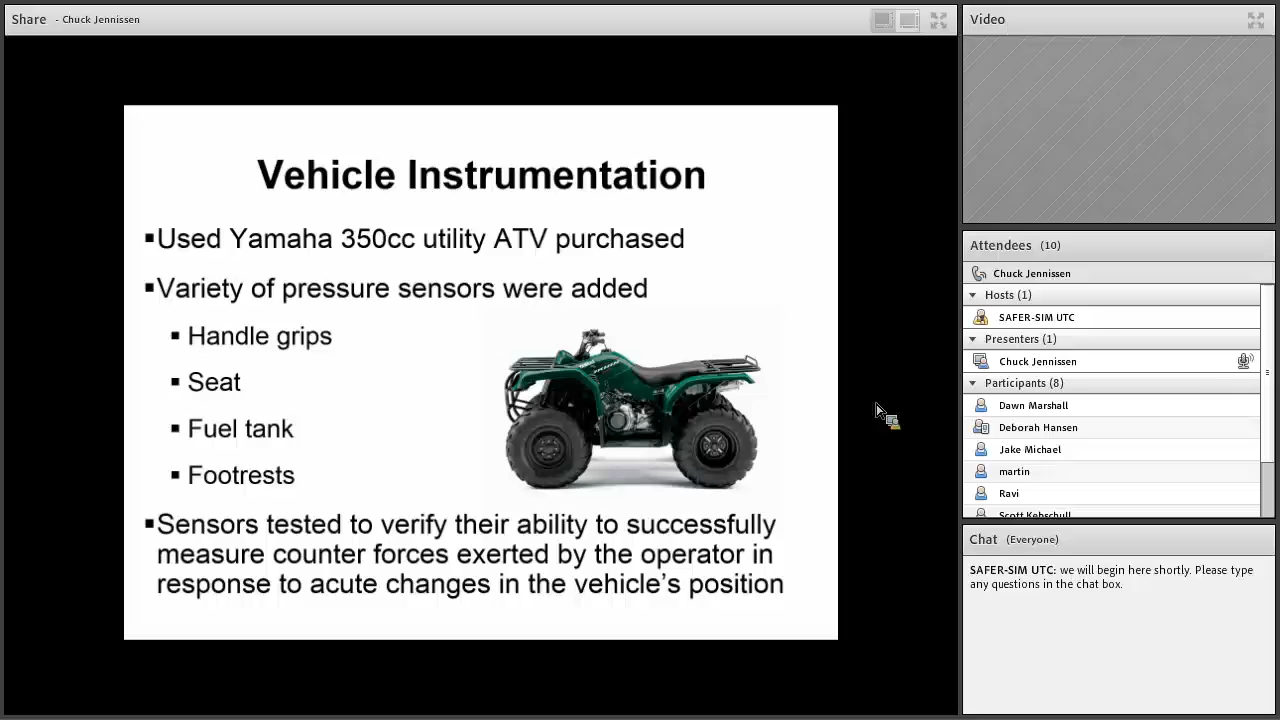 Share - Chuck Jennissen
Vehicle Instrumentation
▪Used Yamaha 350cc utility ATV purchased
▪Variety of pressure sensors were added
▪ Handle grips
▪ Seat
▪ Fuel tank
▪ Footrests
▪Sensors tested to verify their ability to successfully
measure counter forces exerted by the operator in
response to acute changes in the vehicle's position
Video
Attendees (10)
Chuck Jennissen
Hosts (1)
SAFER-SIM UTC
Presenters (1)
Chuck Jennissen
Participants (8)
Dawn Marshall
Deborah Hansen
Jake Michael
martin
Ravi
Scott Kebschull
Chat (Everyone)
SAFER-SIM UTC: we will begin here shortly. Please type
any questions in the chat box.